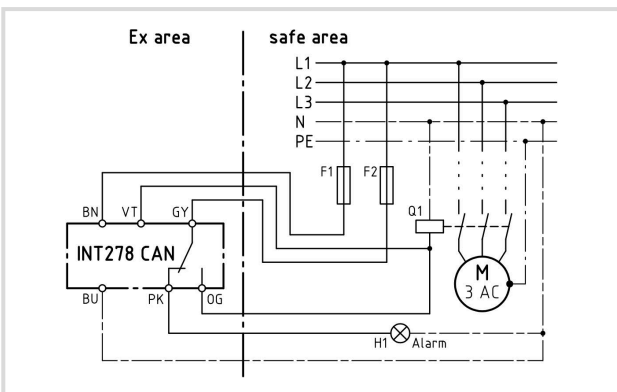 Ex area
safe area
L1
L2
L3
N
PE
F1
F2
Q1
BN VT GY
INT278 CAN
M
3 AC
BU
PK
OG
H1
Alarm